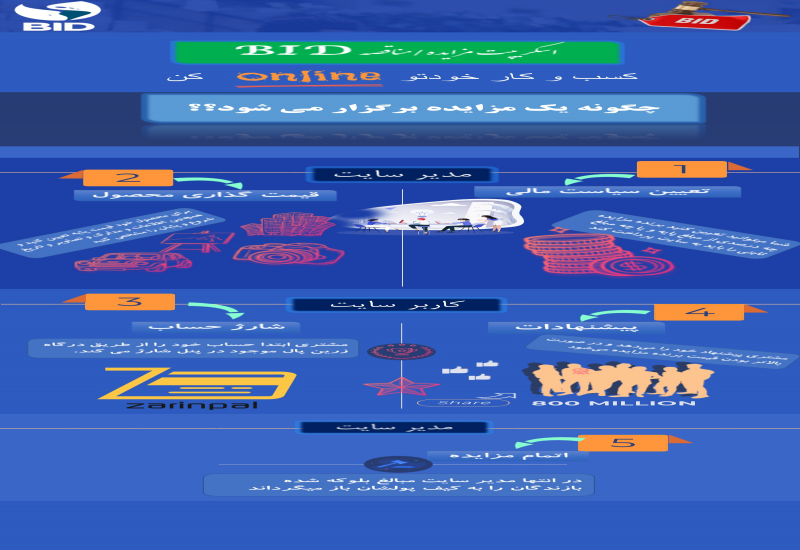 BID
BID
اسکریپت مزایده/مناقصه BID
کسب و کار خودتو online کن
چگونه یک مزایده برگزار می شود؟؟
مدیر سایت
1
تعیین سیاست مالی
2
قیمت گذاری محصول
کاربر سایت
3
شارژ حساب
مشتری ابتدا حساب خود را از طریق درگاه
زرین پال موجود در پنل شارژ می کند.
zarinpal
4
پیشنهادات
مشتری پیشنهاد خود را میدهد و در صورت
بالاتر بودن قیمت برنده مزایده میشود
Share
800 MILLION
مدیر سایت
5
اتمام مزایده
در انتها مدیر سایت مبالغ بلوکه شده
بازندگان را به کیف پولشان باز میگرداند